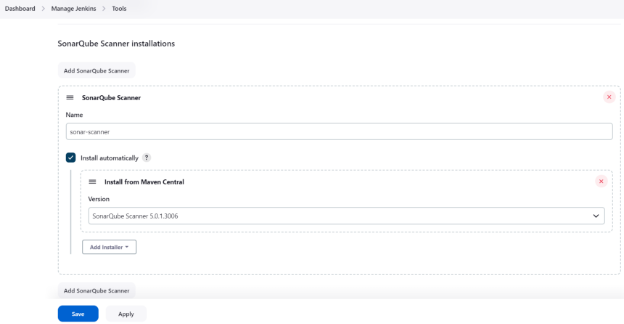 Dashboard > Manage Jenkins > Tools
SonarQube Scanner installations
Add SonarQube Scanner
SonarQube Scanner
Name
sonar-scanner
Install automatically ?
Install from Maven Central
Version
SonarQube Scanner 5.0.1.3006
Add Installer
Add SonarQube Scanner
Save Apply